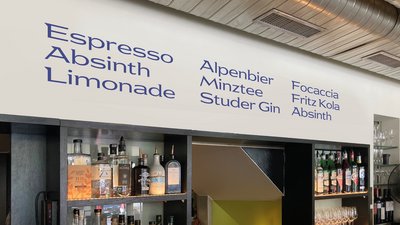 Espresso
Absinth
Limonade
Alpenbier
Minztee
Studer Gin
Focaccia
Fritz Kola
Absinth